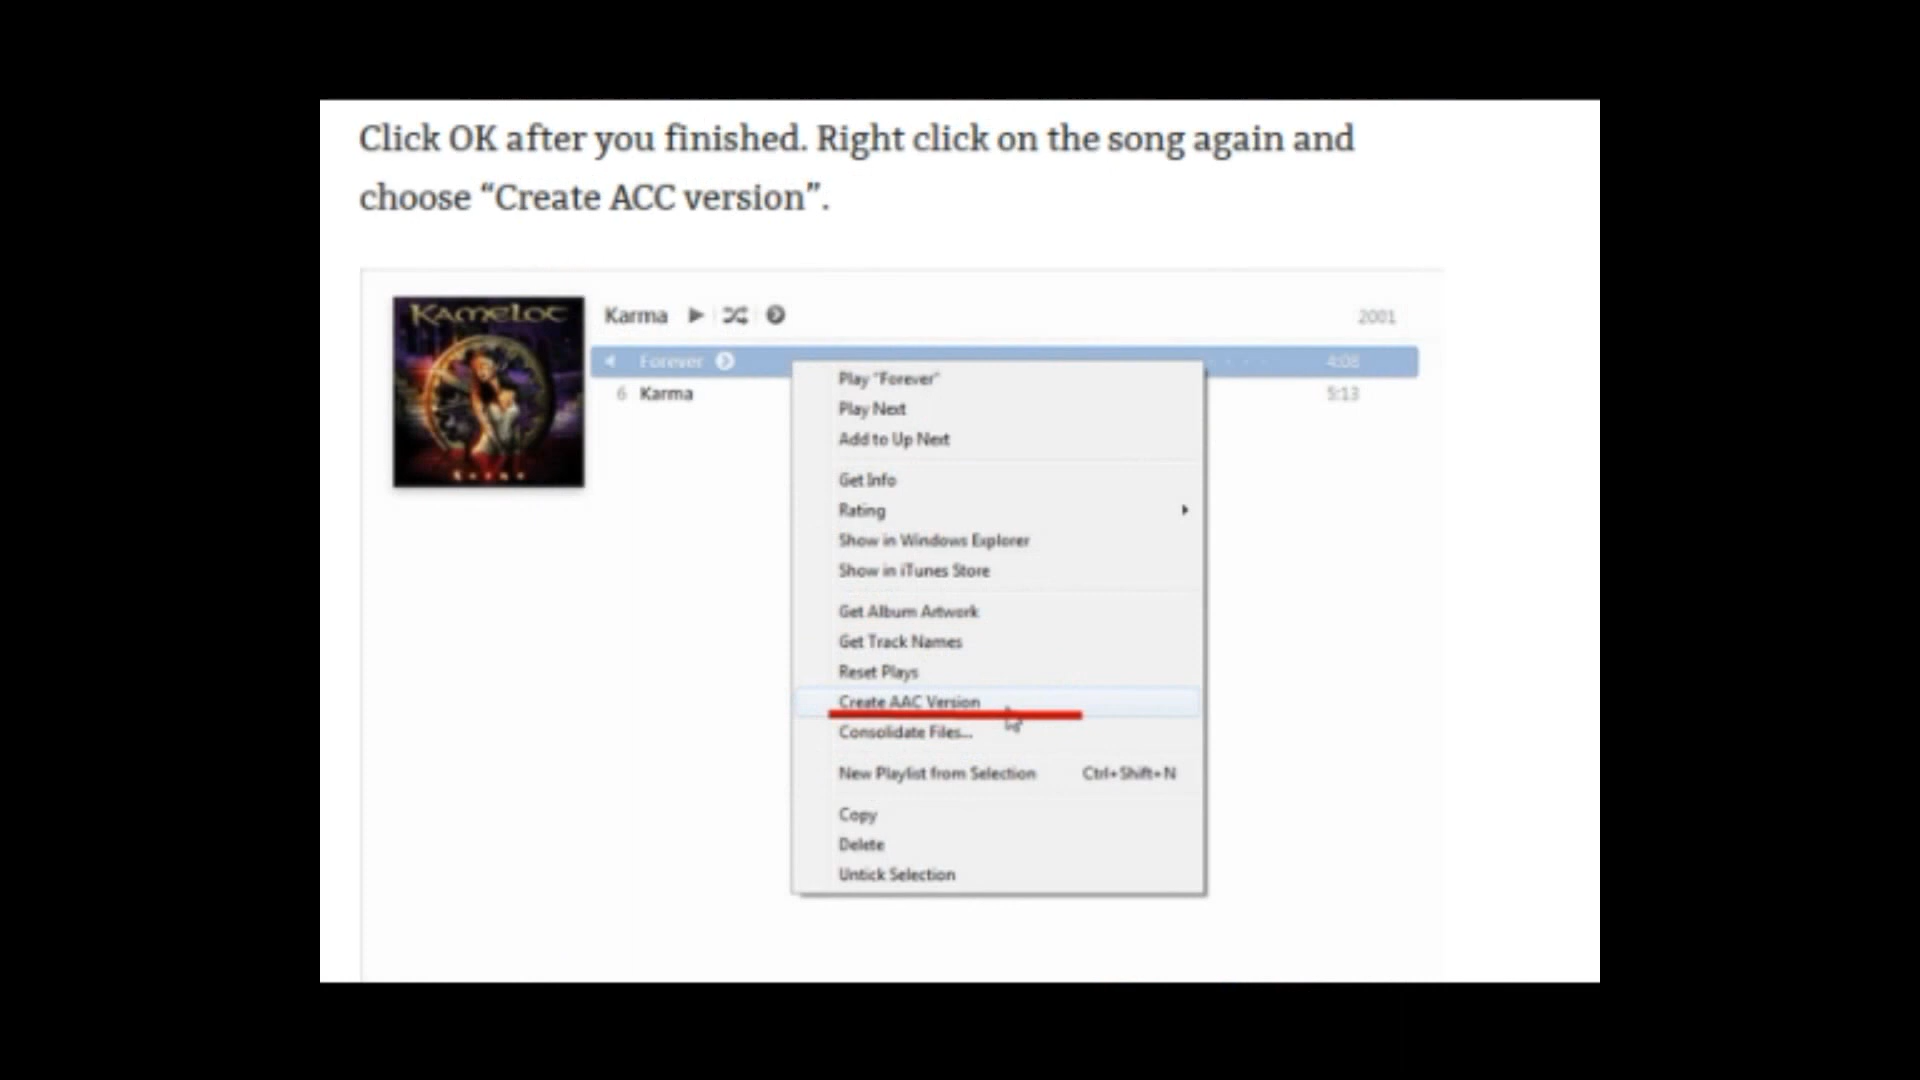 Click OK after you finished. Right click on the song again and
choose “Create ACC version”.
KAMELOT
Karma 2001
Forever 4:08
6 Karma 5:13
Play "Forever"
Play Next
Add to Up Next
Get Info
Rating
Show in Windows Explorer
Show in iTunes Store
Get Album Artwork
Get Track Names
Reset Plays
Create AAC Version
Consolidate Files...
New Playlist from Selection Ctrl+Shift+N
Copy
Delete
Untick Selection